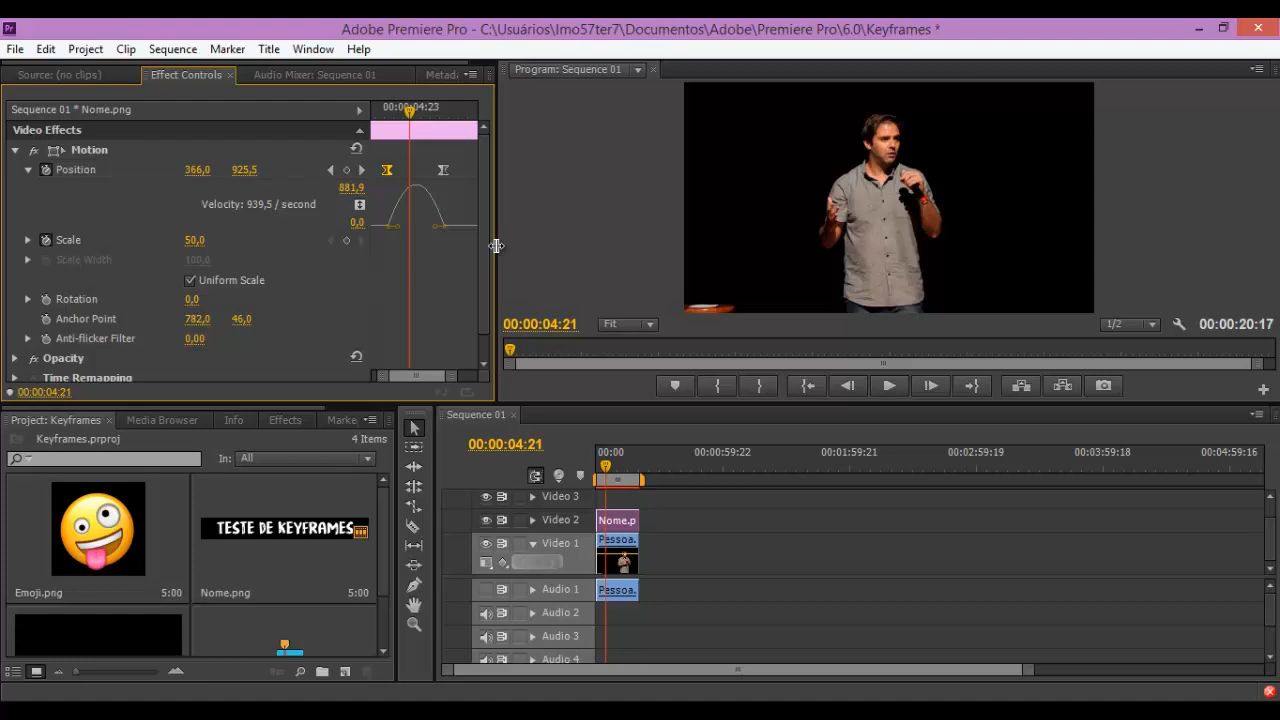 Pr
Adobe Premiere Pro - C:\Usuários\Imo57ter7\Documentos\Adobe\Premiere Pro\6.0\Keyframes *
File Edit Project Clip Sequence Marker Title Window Help
Source: (no clips) Effect Controls × Audio Mixer: Sequence 01 Metad
Program: Sequence 01 ×
Sequence 01 * Nome.png
00:00:04:23
Video Effects
fx Motion
Position 366,0 925,5
881,9
Velocity: 939,5 / second
0,0
Scale 50,0
Scale Width 100,0
Uniform Scale
Rotation 0,0
Anchor Point 782,0 46,0
Anti-flicker Filter 0,00
fx Opacity
Time Remapping
00:00:04:21
00:00:04:21 Fit 1/2 00:00:20:17
Project: Keyframes × Media Browser Info Effects Marke
Keyframes.prproj 4 Items
In: All
TESTE DE KEYFRAMES
Emoji.png 5:00
Nome.png 5:00
Sequence 01 ×
00:00:04:21
00:00 00:00:59:22 00:01:59:21 00:02:59:19 00:03:59:18 00:04:59:16
Video 3
Video 2 Nome.p
Video 1 Pessoa.
Audio 1 Pessoa.
Audio 2
Audio 3
Audio 4